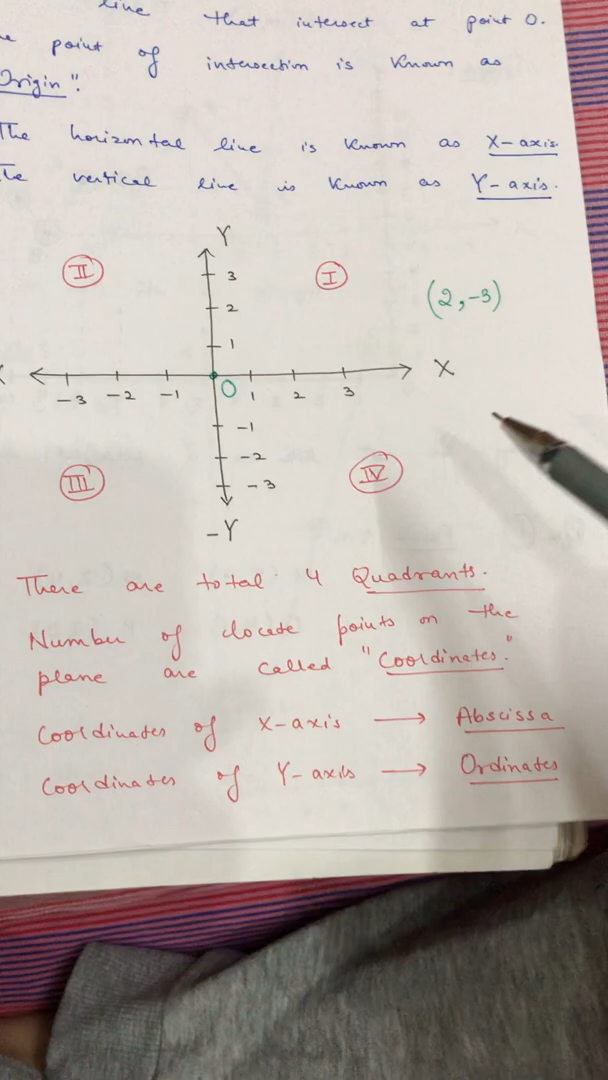 line that intersect at point O.
point of intersection is known as
Origin".
The horizontal line is known as X-axis.
The vertical line is known as Y-axis.
Y
II
I
3
(2,-3)
2
1
X
-3 -2 -1 O 1 2 3
-1
-2
III
IV
-3
-Y
There are total 4 Quadrants.
Number of locate points on the
plane are called "Coordinates."
Coordinates of X-axis → Abscissa
Coordinates of Y-axis → Ordinates